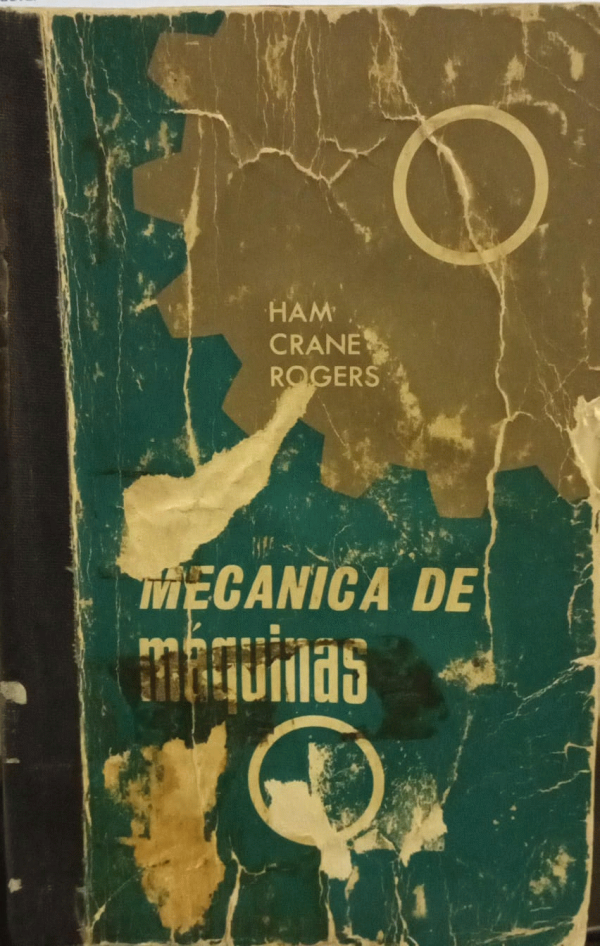 HAM
CRANE
ROGERS
MECANICA DE
máquinas